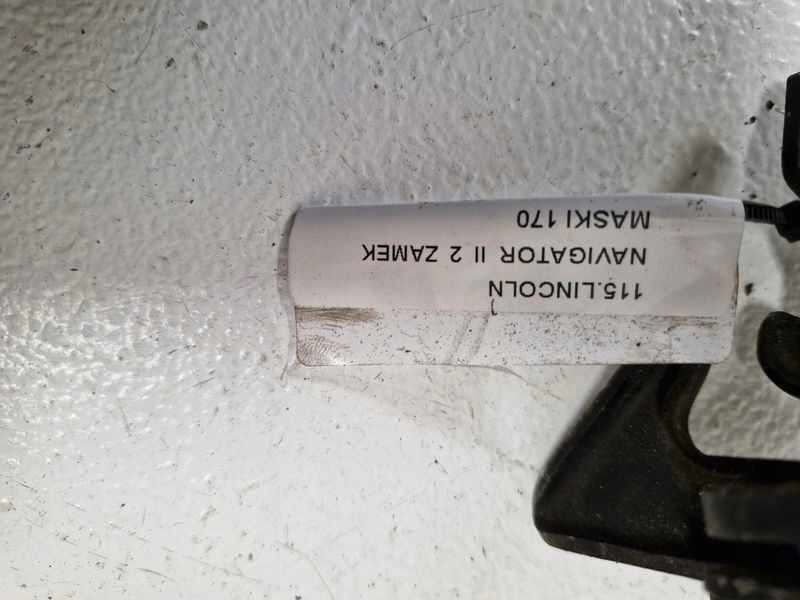 115.LINCOLN
NAVIGATOR II 2 ZAMEK
MASKI 170